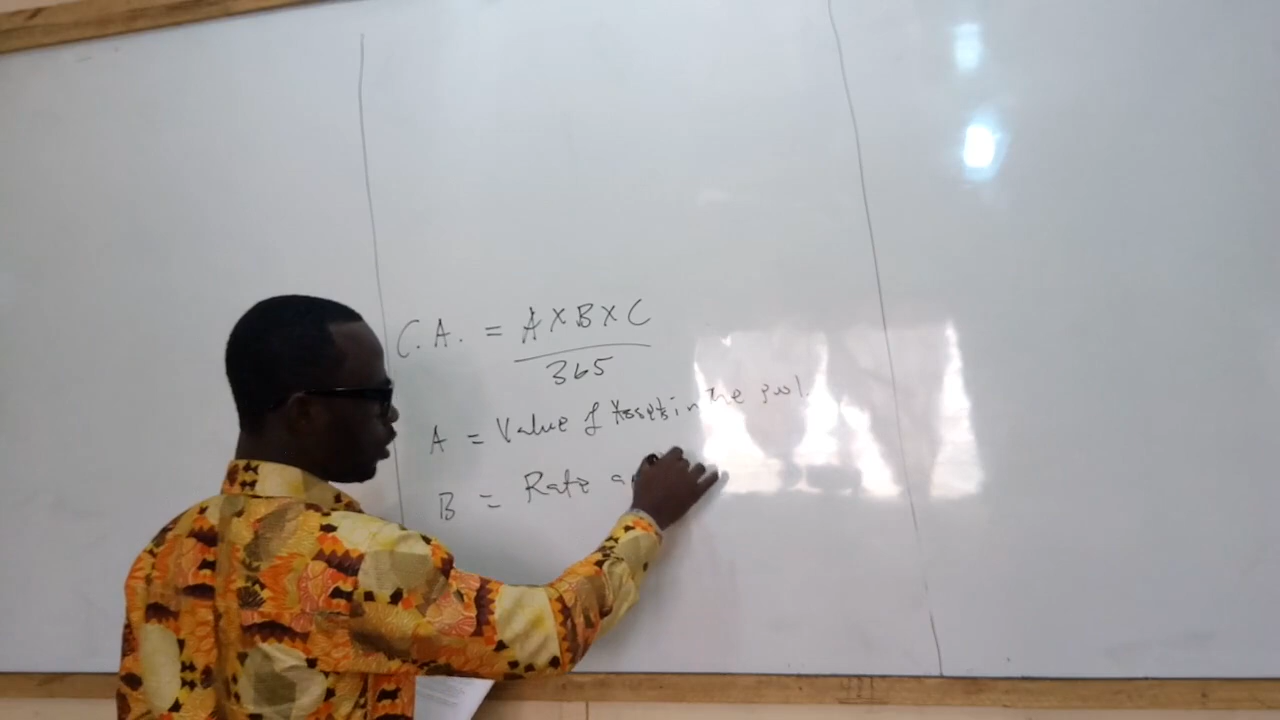 C.A. = A X B X C
365
A = Value of Assets in the pool.
B = Rate